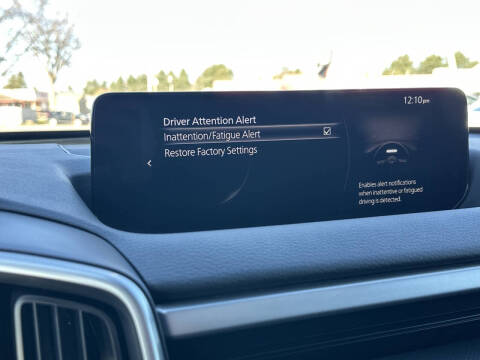 12:10pm
Driver Attention Alert
Inattention/Fatigue Alert
Restore Factory Settings
Enables alert notifications
when inattentive or fatigued
driving is detected.